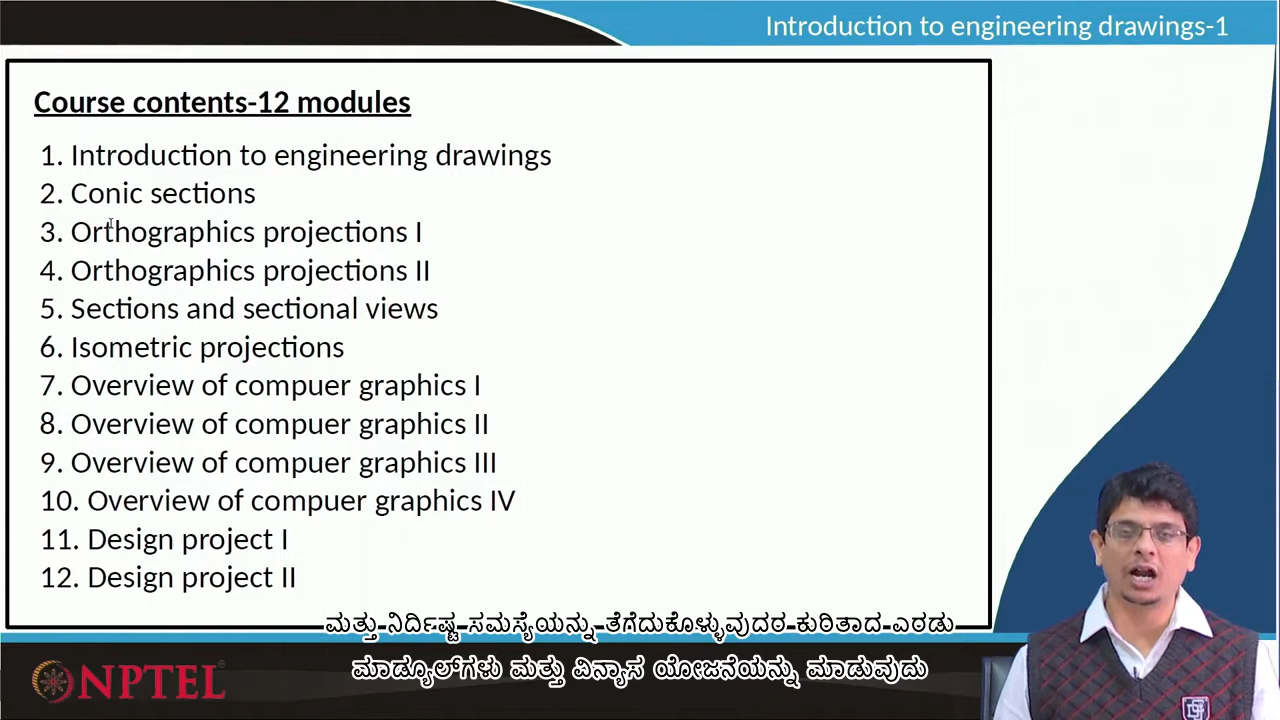 Introduction to engineering drawings-1
Course contents-12 modules
1. Introduction to engineering drawings
2. Conic sections
3. Orthographics projections I
4. Orthographics projections II
5. Sections and sectional views
6. Isometric projections
7. Overview of compuer graphics I
8. Overview of compuer graphics II
9. Overview of compuer graphics III
10. Overview of compuer graphics IV
11. Design project I
12. Design project II
ಮತ್ತು ನಿರ್ದಿಷ್ಟ ಸಮಸ್ಯೆಯನ್ನು ತೆಗೆದುಕೊಳ್ಳುವುದರ ಕುರಿತಾದ ಎರಡು
ಮಾಡ್ಯೂಲ್‌ಗಳು ಮತ್ತು ವಿನ್ಯಾಸ ಯೋಜನೆಯನ್ನು ಮಾಡುವುದು
NPTEL